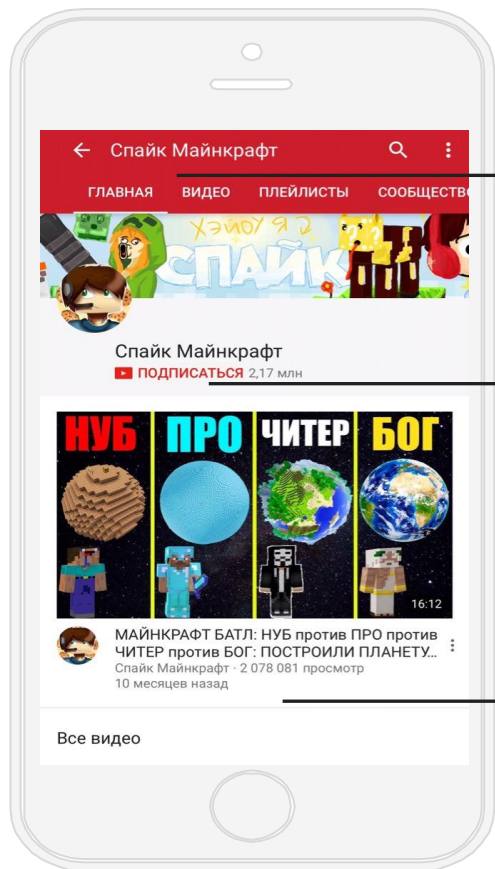 Спайк Майнкрафт
ГЛАВНАЯ ВИДЕО ПЛЕЙЛИСТЫ СООБЩЕСТВО
ХЭЙОУ Я
СПАЙК
Спайк Майнкрафт
ПОДПИСАТЬСЯ 2,17 млн
НУБ ПРО ЧИТЕР БОГ
16:12
МАЙНКРАФТ БАТЛ: НУБ против ПРО против
ЧИТЕР против БОГ: ПОСТРОИЛИ ПЛАНЕТУ...
Спайк Майнкрафт · 2 078 081 просмотр
10 месяцев назад
Все видео